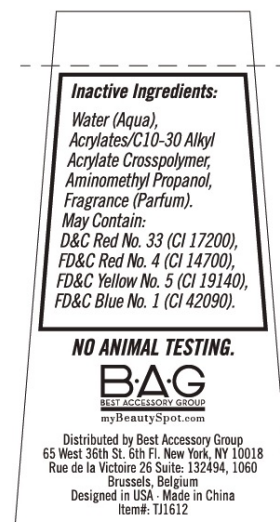 Inactive Ingredients:
Water (Aqua),
Acrylates/C10-30 Alkyl
Acrylate Crosspolymer,
Aminomethyl Propanol,
Fragrance (Parfum).
May Contain:
D&C Red No. 33 (CI 17200),
FD&C Red No. 4 (CI 14700),
FD&C Yellow No. 5 (CI 19140),
FD&C Blue No. 1 (CI 42090).
NO ANIMAL TESTING.
B·A·G
BEST ACCESSORY GROUP
myBeautySpot.com
Distributed by Best Accessory Group
65 West 36th St. 6th Fl. New York, NY 10018
Rue de la Victoire 26 Suite: 132494, 1060
Brussels, Belgium
Designed in USA · Made in China
Item#: TJ1612